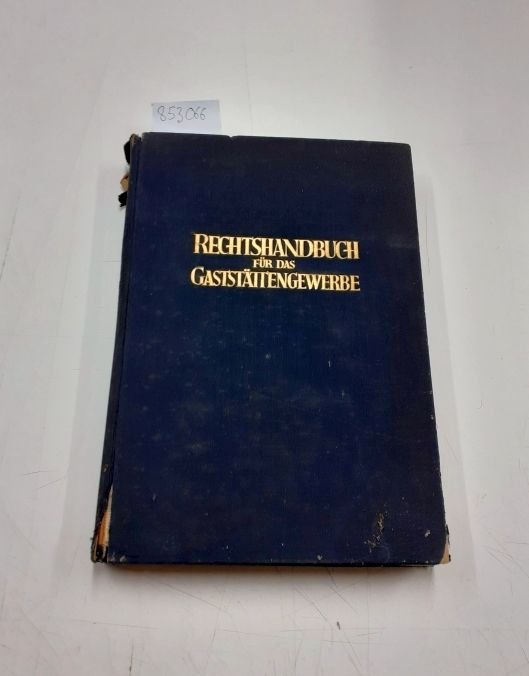 853066
RECHTSHANDBUCH
FÜR DAS
GASTSTÄTTENGEWERBE